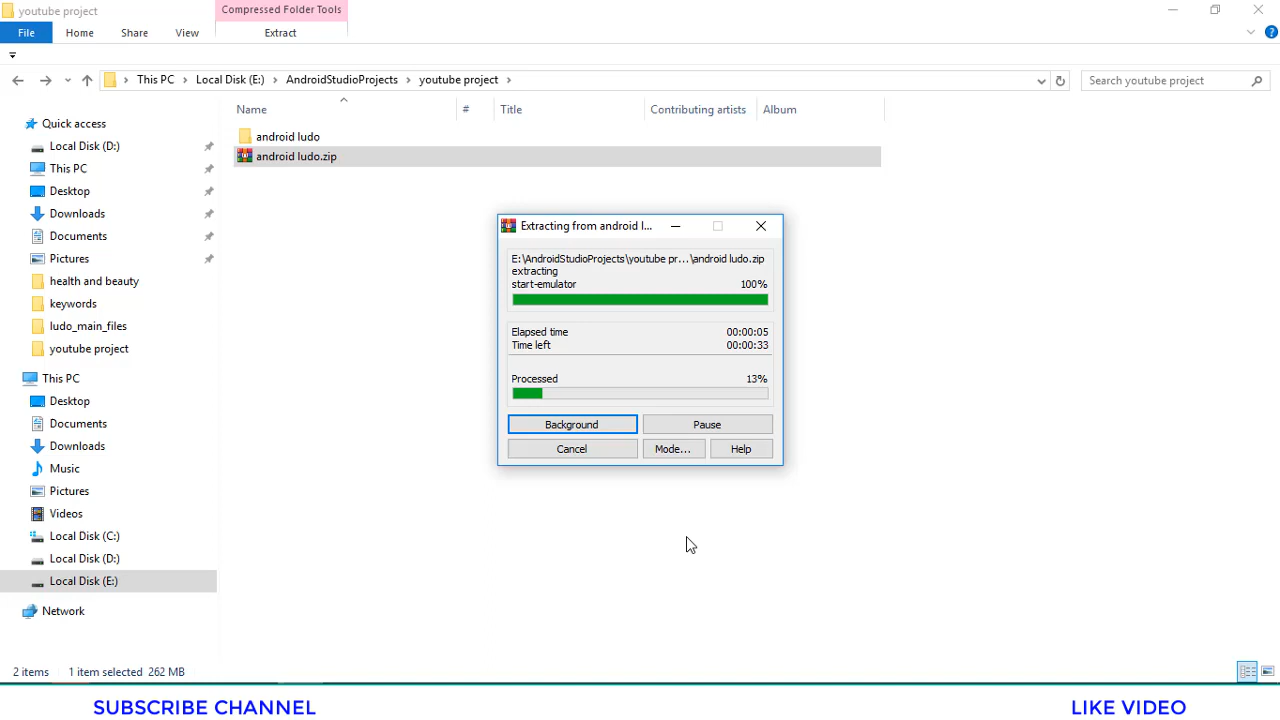 youtube project
Compressed Folder Tools
File
Home
Share
View
Extract
This PC
Local Disk (E:)
AndroidStudioProjects
youtube project
Search youtube project
Name
#
Title
Contributing artists
Album
Quick access
Local Disk (D:)
This PC
Desktop
Downloads
Documents
Pictures
health and beauty
keywords
ludo_main_files
youtube project
This PC
Desktop
Documents
Downloads
Music
Pictures
Videos
Local Disk (C:)
Local Disk (D:)
Local Disk (E:)
Network
android ludo
android ludo.zip
Extracting from android l...
E:\AndroidStudioProjects\youtube pr...\android ludo.zip
extracting
start-emulator 100%
Elapsed time 00:00:05
Time left 00:00:33
Processed 13%
Background
Pause
Cancel
Mode...
Help
2 items
1 item selected 262 MB
SUBSCRIBE CHANNEL
LIKE VIDEO